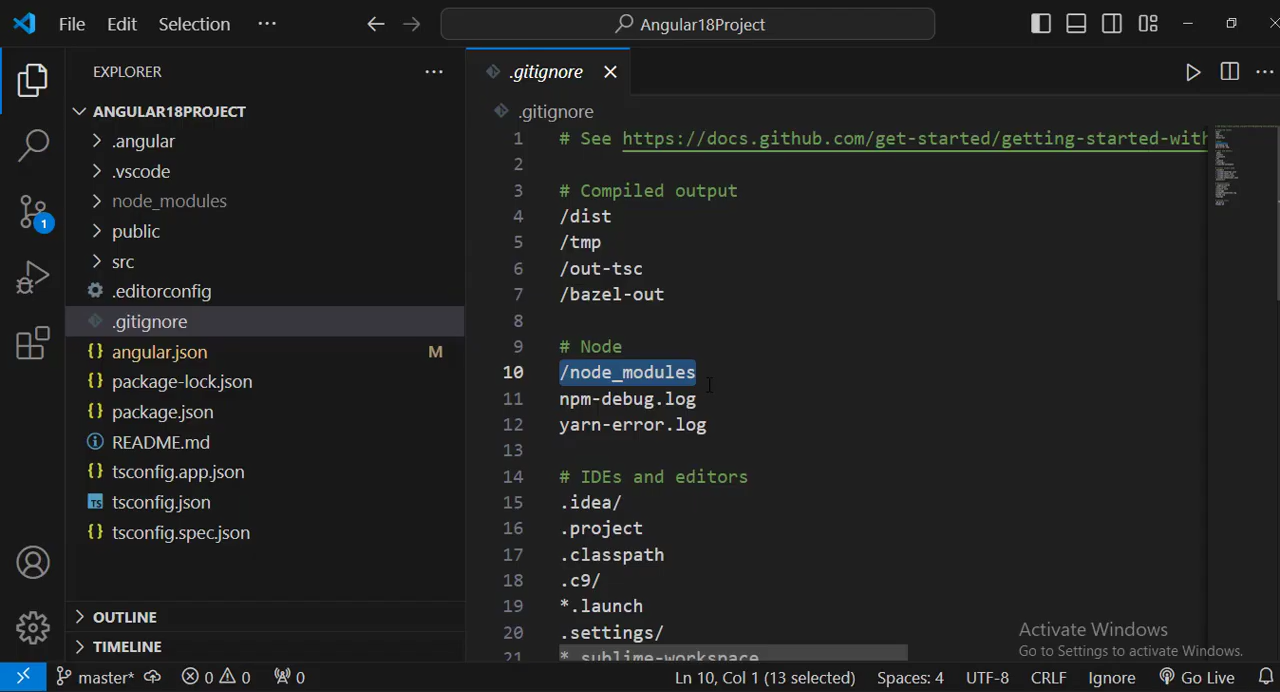 File Edit Selection ··· Angular18Project
EXPLORER ···
ANGULAR18PROJECT
.angular
.vscode
node_modules
public
src
.editorconfig
.gitignore
angular.json M
package-lock.json
package.json
README.md
tsconfig.app.json
TS tsconfig.json
tsconfig.spec.json
OUTLINE
TIMELINE
1
.gitignore
.gitignore
1 # See https://docs.github.com/get-started/getting-started-with
2
3 # Compiled output
4 /dist
5 /tmp
6 /out-tsc
7 /bazel-out
8
9 # Node
10 /node_modules
11 npm-debug.log
12 yarn-error.log
13
14 # IDEs and editors
15 .idea/
16 .project
17 .classpath
18 .c9/
19 *.launch
20 .settings/
21 *.sublime-workspace
Activate Windows
Go to Settings to activate Windows.
master* 0 0 0 Ln 10, Col 1 (13 selected) Spaces: 4 UTF-8 CRLF Ignore Go Live